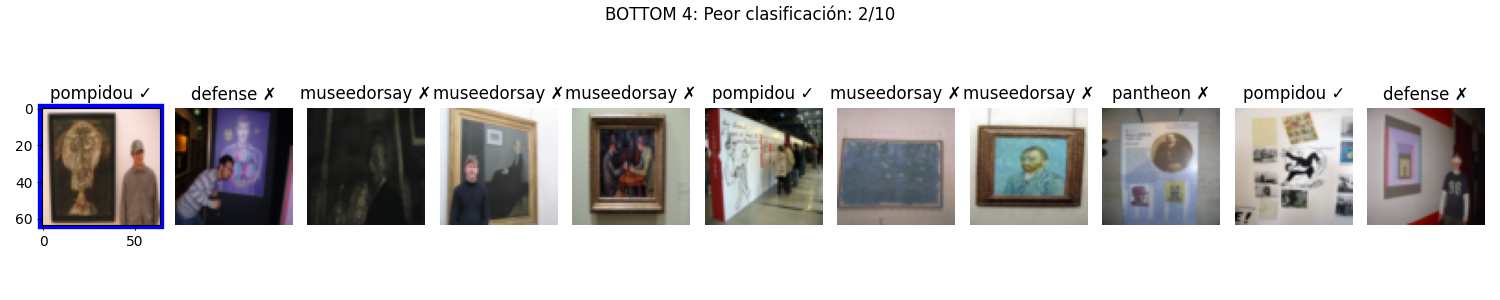 BOTTOM 4: Peor clasificación: 2/10
pompidou ✓
defense ✗
museedorsay ✗
museedorsay ✗
museedorsay ✗
pompidou ✓
museedorsay ✗
museedorsay ✗
pantheon ✗
pompidou ✓
defense ✗
0
20
40
60
0
50